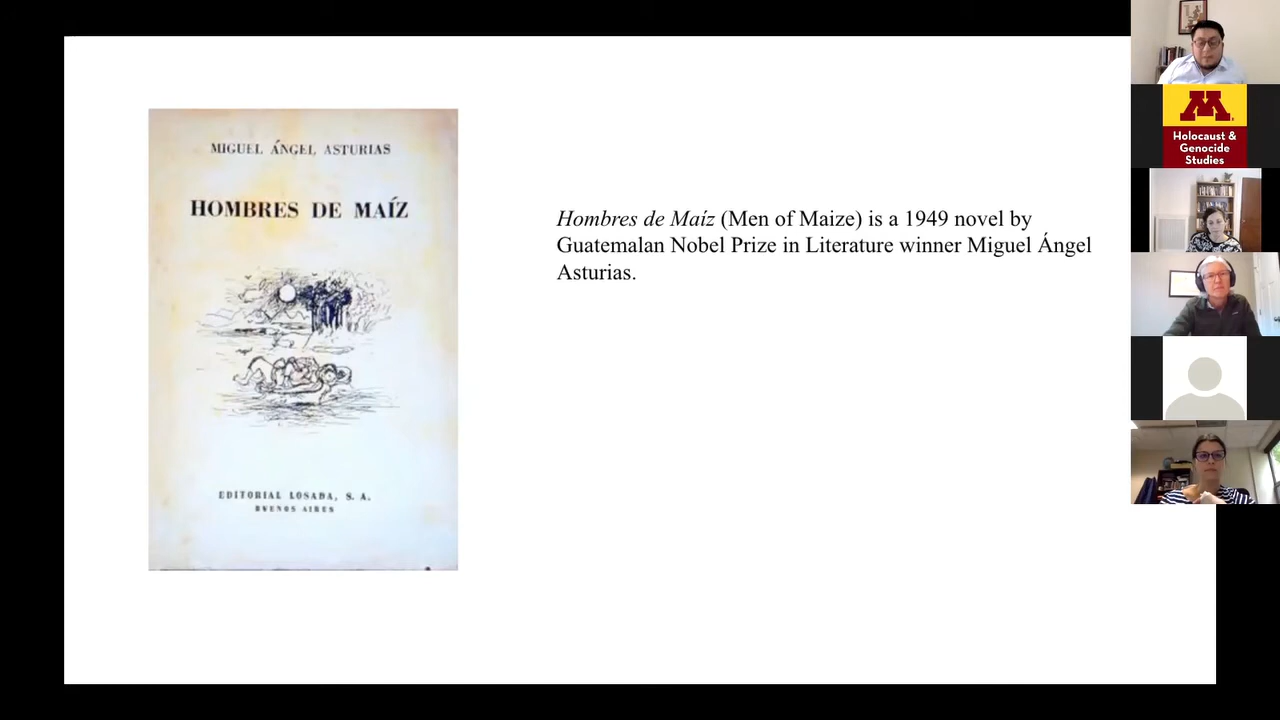 MIGUEL ÁNGEL ASTURIAS
HOMBRES DE MAÍZ
EDITORIAL LOSADA, S. A.
BUENOS AIRES
Hombres de Maíz (Men of Maize) is a 1949 novel by
Guatemalan Nobel Prize in Literature winner Miguel Ángel
Asturias.
M
Holocaust &
Genocide
Studies